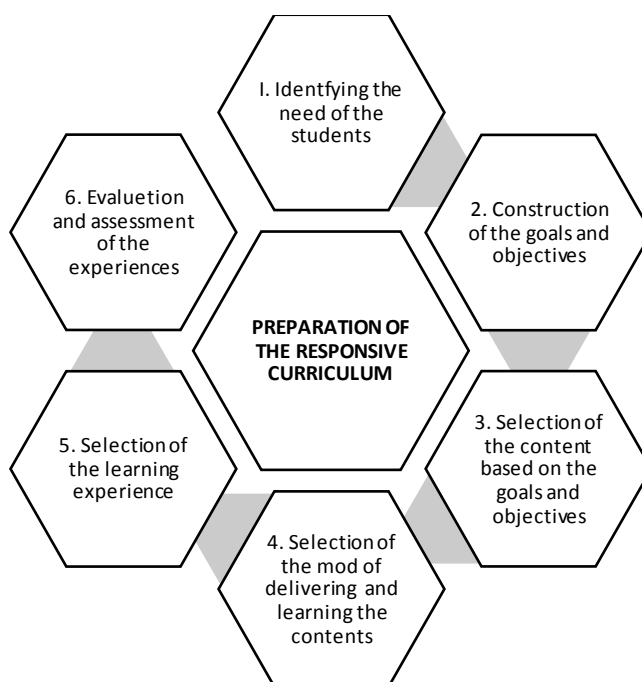 I. Identfying the
need of the
students
2. Construction
of the goals and
objectives
3. Selection of
the content
based on the
goals and
objectives
4. Selection of
the mod of
delivering and
learning the
contents
5. Selection of
the learning
experience
6. Evaluetion
and assessment
of the
experiences
PREPARATION OF
THE RESPONSIVE
CURRICULUM